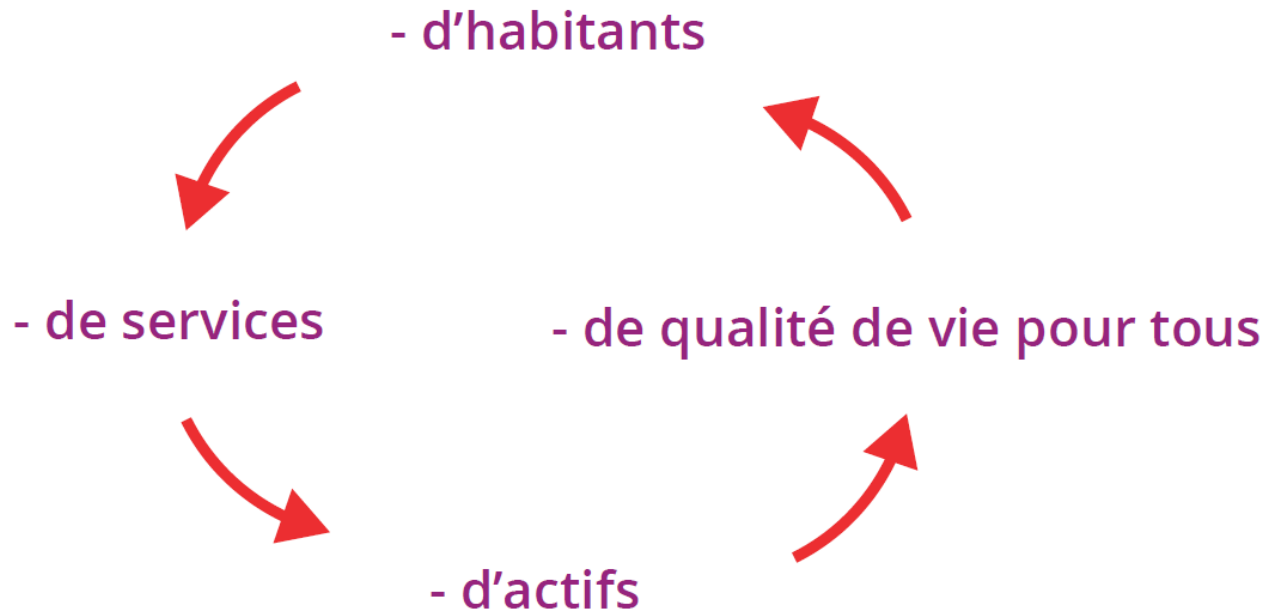 - d’habitants
- de services
- de qualité de vie pour tous
- d’actifs